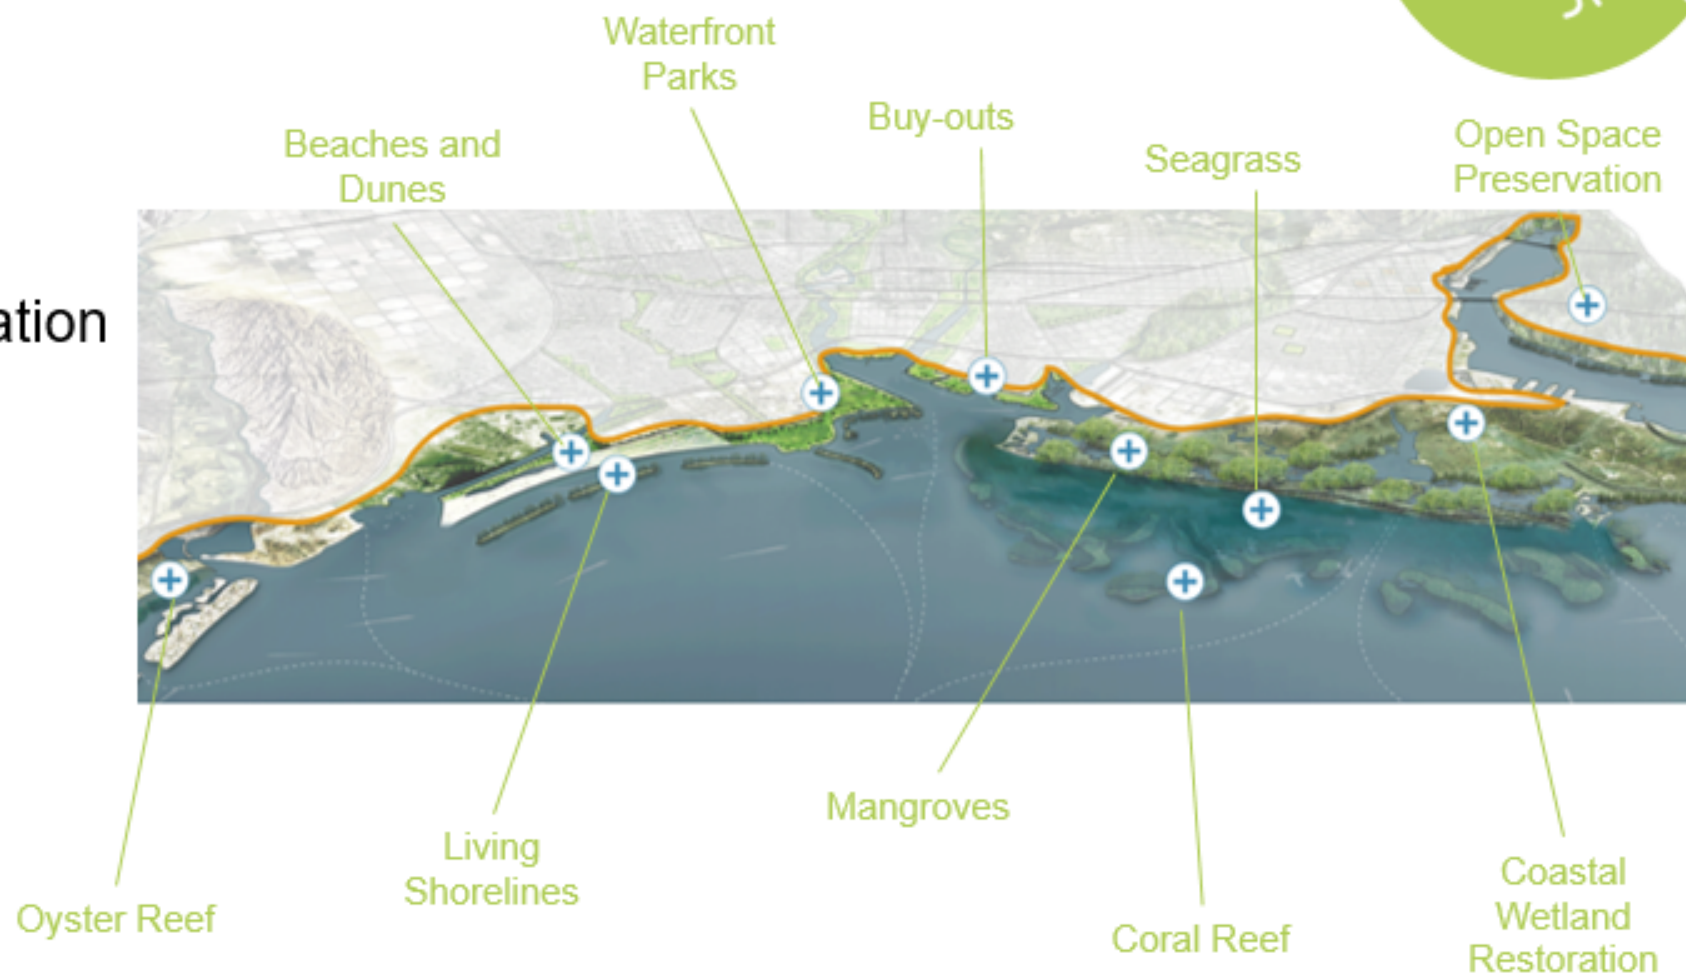 Waterfront
Parks
Buy-outs
Beaches and
Dunes
Seagrass
Open Space
Preservation
Mangroves
Living
Shorelines
Oyster Reef
Coral Reef
Coastal
Wetland
Restoration